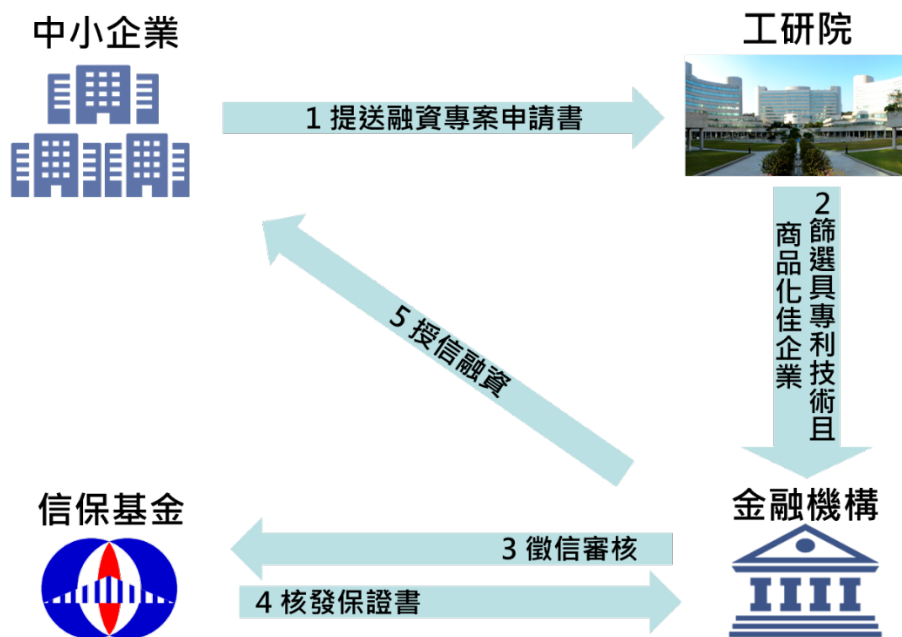 中小企業
工研院
1 提送融資專案申請書
2 篩選具專利技術且
商品化佳企業
5 授信融資
信保基金
金融機構
3 徵信審核
4 核發保證書